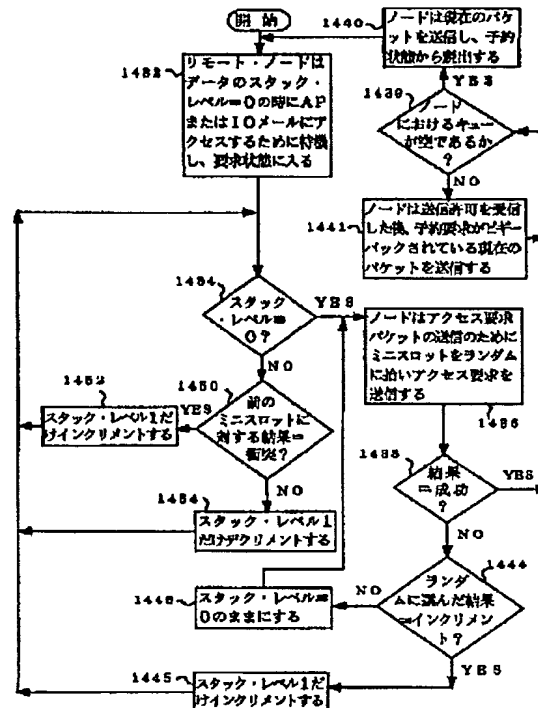 開始
1432
リモート・ノードは
データのスタック・
レベル=0の時にAP
またはIOメールにア
クセスするために待機
し、要求状態に入る
1440
ノードは現在のパケ
ットを送信し、予約
状態から脱出する
YES
1439
ノード
におけるキュー
が空であるか
?
NO
1441
ノードは送信許可を受信
した後、予約要求がピギー
バックされている現在の
パケットを送信する
1434
スタック
・レベル=
0?
YES
NO
ノードはアクセス要求
パケットの送信のために
ミニスロットをランダム
に拾いアクセス要求を
送信する
1436
1450
前の
ミニスロットに
対する結果=
衝突?
YES
NO
1452
スタック・レベル1だ
けインクリメントする
1454
スタック・レベル1
だけデクリメントする
1438
結果
=成功
?
YES
NO
1444
ランダ
ムに選んだ結果
=インクリメン
ト?
NO
YES
1446
スタック・レベル=
0のままにする
1445
スタック・レベル1だ
けインクリメントする